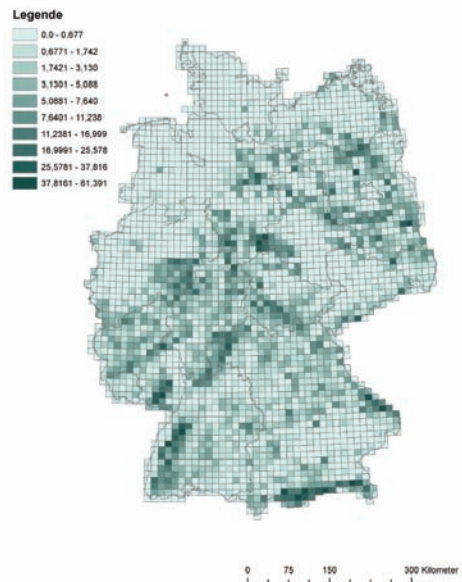 Legende
0,0 - 0,677
0,6771 - 1,742
1,7421 - 3,130
3,1301 - 5,088
5,0881 - 7,640
7,6401 - 11,238
11,2381 - 16,999
16,9991 - 25,578
25,5781 - 37,816
37,8161 - 61,391
0 75 150 300 Kilometer